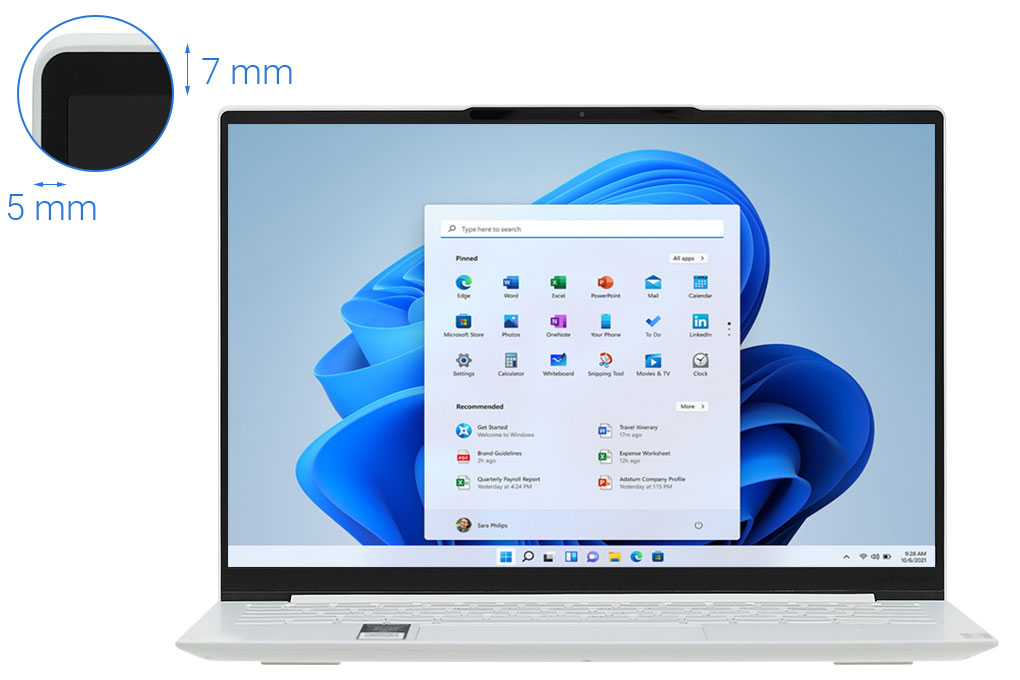 7 mm
5 mm
Type here to search
Pinned
All apps >
Edge
Word
Excel
PowerPoint
Mail
Calendar
Microsoft Store
Photos
OneNote
Your Phone
To Do
LinkedIn
Settings
Calculator
Whiteboard
Snipping Tool
Movies & TV
Clock
Recommended
More >
Get Started
Welcome to Windows
Travel itinerary
17m ago
Brand Guidelines
2h ago
Expense Worksheet
12h ago
Quarterly Payroll Report
Yesterday at 4:24 PM
Adatum Company Profile
Yesterday at 1:15 PM
Sara Philips
9:28 AM
10/6/2021